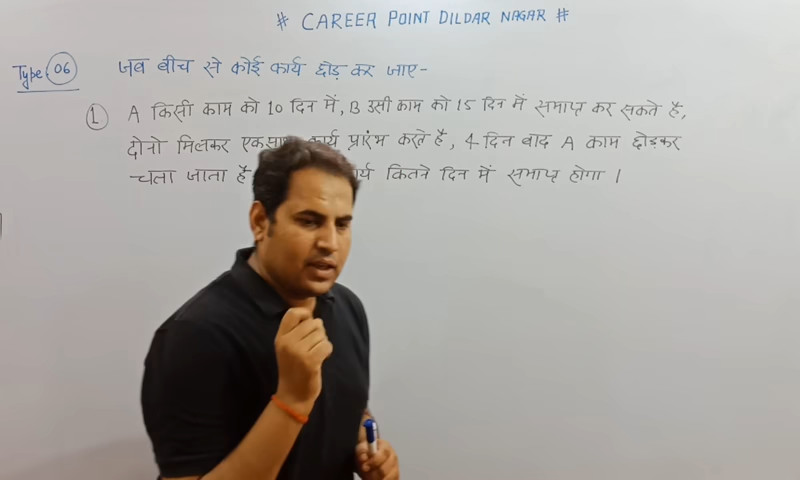 # CAREER POINT DILDAR NAGAR #
Type 06 जब बीच से कोई कार्य छोड़ कर जाए-
1 A किसी काम को 10 दिन में, B उसी काम को 15 दिन में समाप्त कर सकते है,
दोनो मिलकर कार्य प्रारंभ करते है, 4 दिन बाद A काम छोड़कर
चला जाता है कितने दिन में समाप्त होगा ।